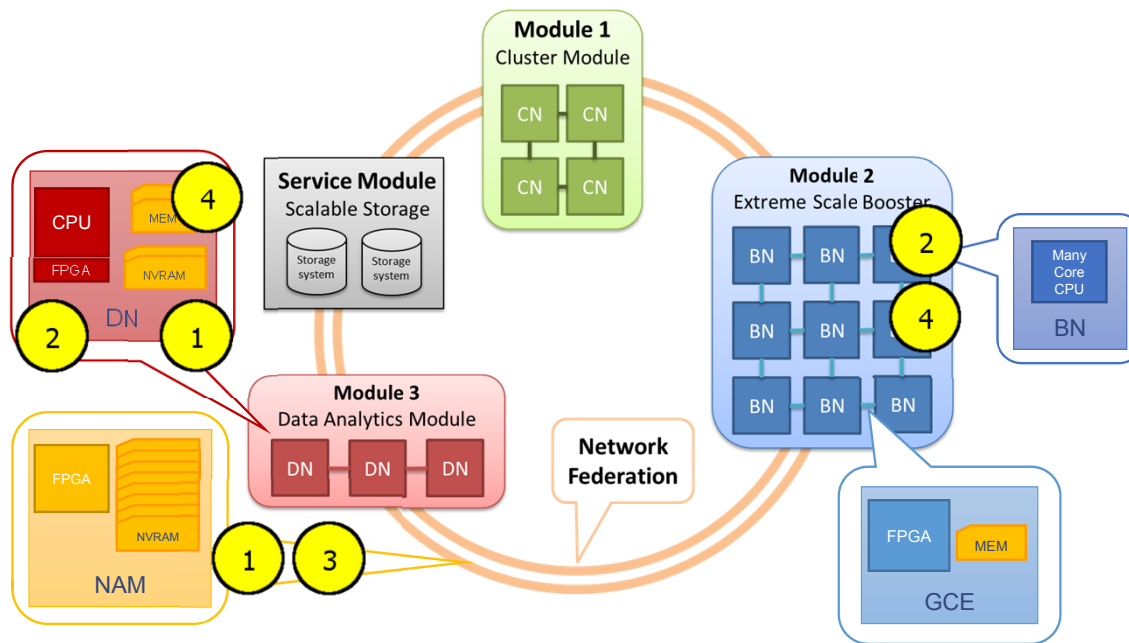 Module 1
Cluster Module
CN
CN
CN
CN
Service Module
Scalable Storage
Storage system
Storage system
Module 2
Extreme Scale Booster
BN
BN
BN
BN
BN
BN
BN
2
4
Many
Core
CPU
BN
CPU
FPGA
MEM
4
NVRAM
DN
2
1
Module 3
Data Analytics Module
DN
DN
DN
Network
Federation
FPGA
NVRAM
NAM
1
3
FPGA
MEM
GCE